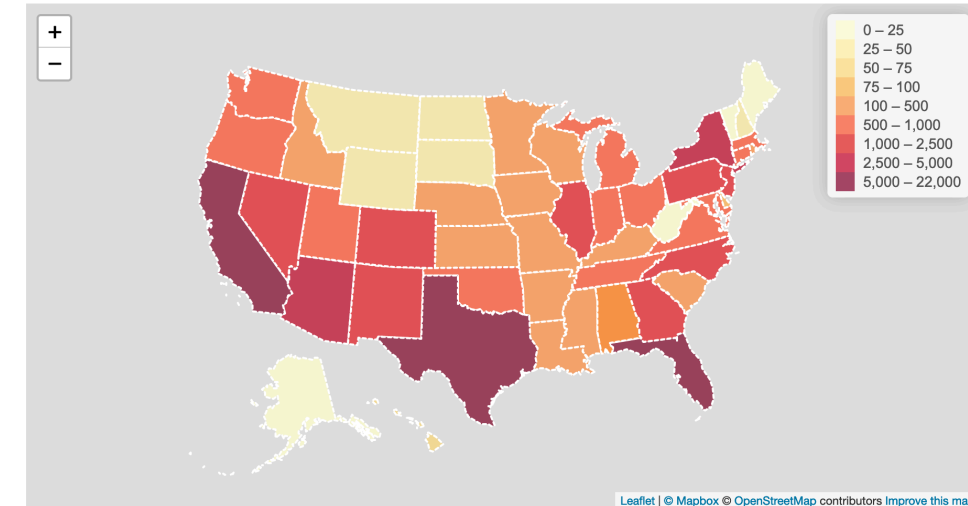 +
−
0 – 25
25 – 50
50 – 75
75 – 100
100 – 500
500 – 1,000
1,000 – 2,500
2,500 – 5,000
5,000 – 22,000
Leaflet | © Mapbox © OpenStreetMap contributors Improve this ma